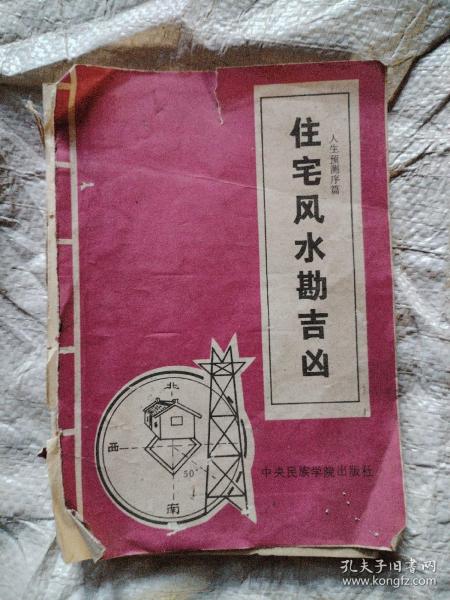 人生预测序篇
住宅风水勘吉凶
北
西
50
南
中央民族学院出版社
孔夫子旧书网
www.kongfz.com